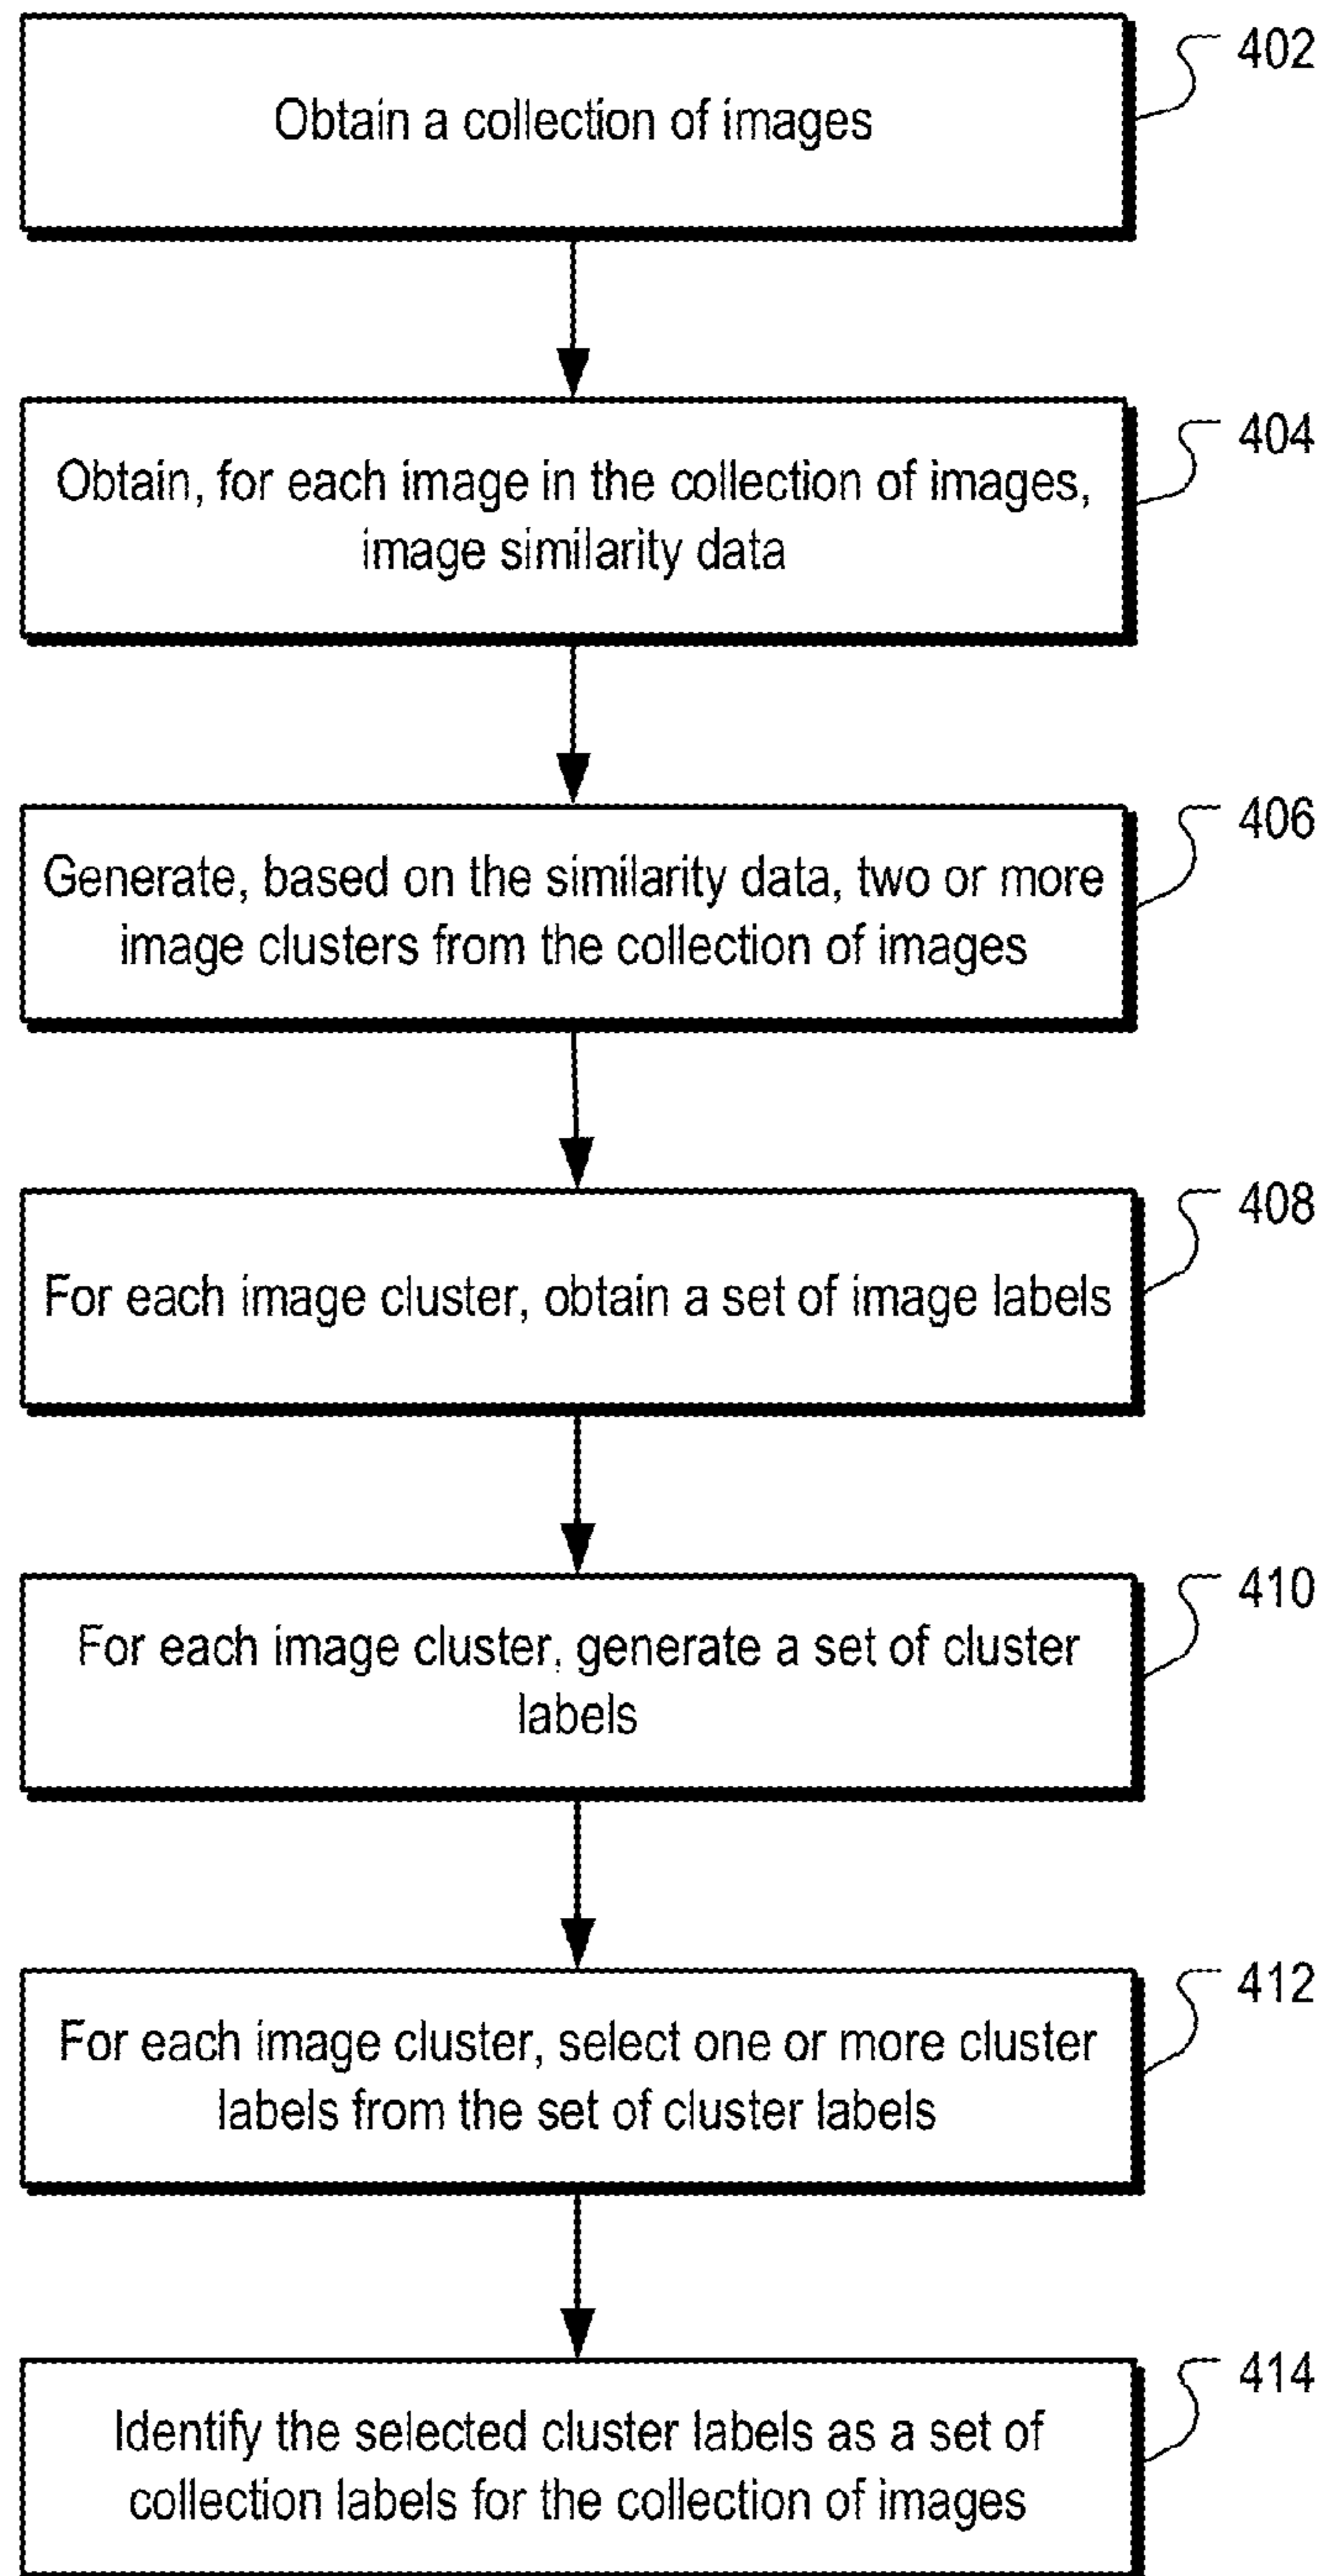 402
Obtain a collection of images
404
Obtain, for each image in the collection of images,
image similarity data
406
Generate, based on the similarity data, two or more
image clusters from the collection of images
408
For each image cluster, obtain a set of image labels
410
For each image cluster, generate a set of cluster
labels
412
For each image cluster, select one or more cluster
labels from the set of cluster labels
414
Identify the selected cluster labels as a set of
collection labels for the collection of images